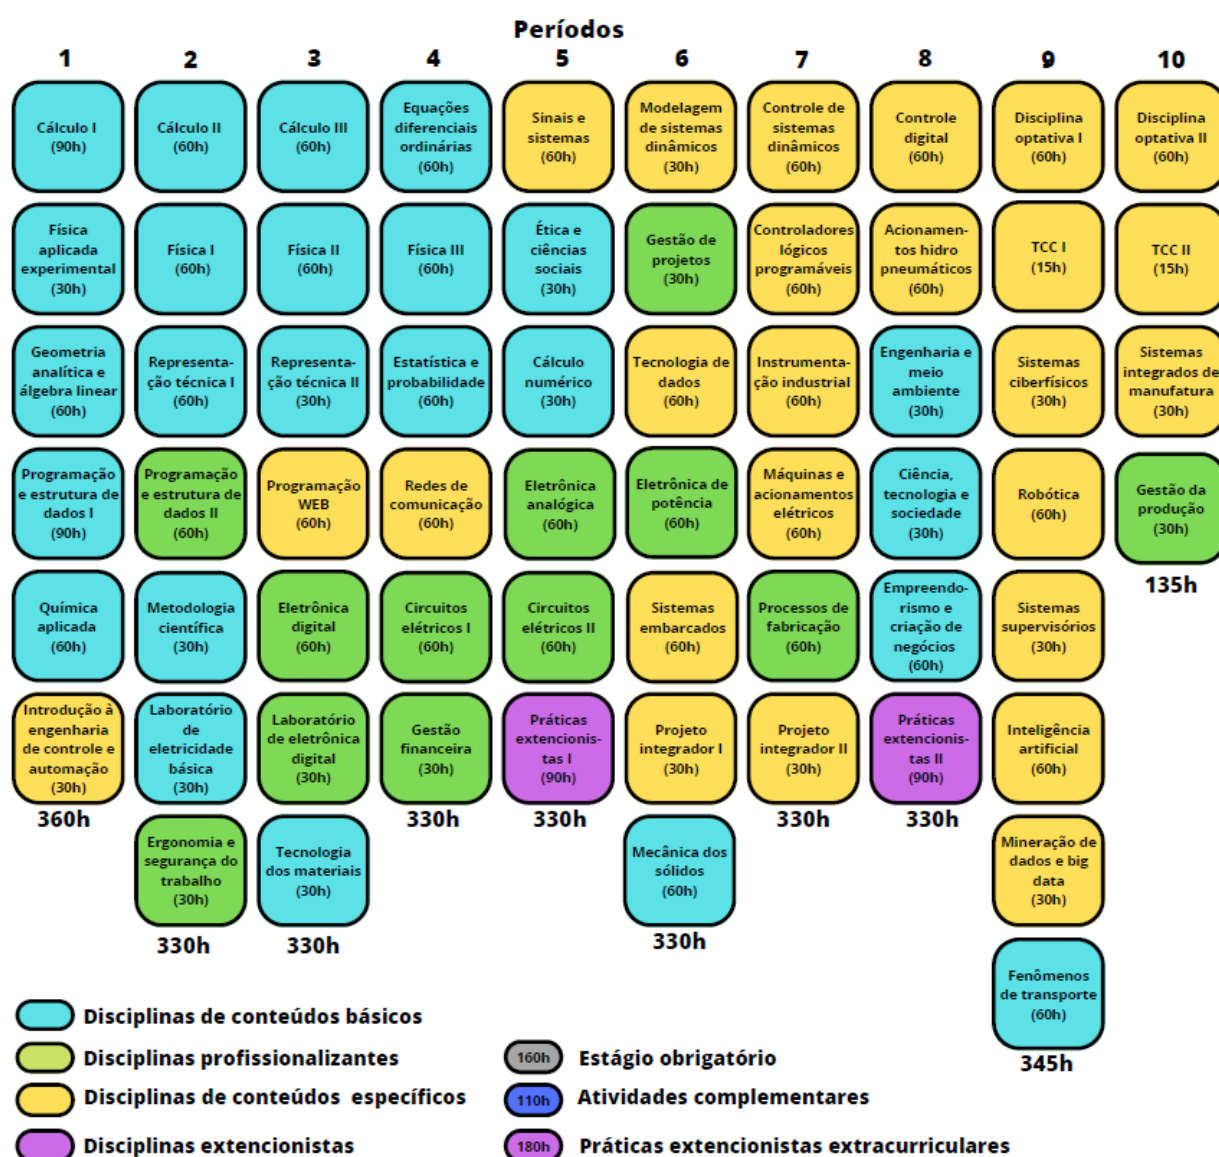 Períodos
1 2 3 4 5 6 7 8 9 10
Cálculo I
(90h)
Cálculo II
(60h)
Cálculo III
(60h)
Equações
diferenciais
ordinárias
(60h)
Sinais e
sistemas
(60h)
Modelagem
de sistemas
dinâmicos
(30h)
Controle de
sistemas
dinâmicos
(60h)
Controle
digital
(60h)
Disciplina
optativa I
(60h)
Disciplina
optativa II
(60h)
Física
aplicada
experimental
(30h)
Física I
(60h)
Física II
(60h)
Física III
(60h)
Ética e
ciências
sociais
(30h)
Gestão de
projetos
(30h)
Controladores
lógicos
programáveis
(60h)
Acionamen-
tos hidro
pneumáticos
(60h)
TCC I
(15h)
TCC II
(15h)
Geometria
analítica e
álgebra linear
(60h)
Representa-
ção técnica I
(60h)
Representa-
ção técnica II
(30h)
Estatística e
probabilidade
(60h)
Cálculo
numérico
(30h)
Tecnologia de
dados
(60h)
Instrumenta-
ção industrial
(60h)
Engenharia e
meio
ambiente
(30h)
Sistemas
ciberfísicos
(30h)
Sistemas
integrados de
manufatura
(30h)
Programação
e estrutura de
dados I
(90h)
Programação
e estrutura de
dados II
(60h)
Programação
WEB
(60h)
Redes de
comunicação
(60h)
Eletrônica
analógica
(60h)
Eletrônica de
potência
(60h)
Máquinas e
acionamentos
elétricos
(60h)
Ciência,
tecnologia e
sociedade
(30h)
Robótica
(60h)
Gestão da
produção
(30h)
135h
Química
aplicada
(60h)
Metodologia
científica
(30h)
Eletrônica
digital
(60h)
Circuitos
elétricos I
(60h)
Circuitos
elétricos II
(60h)
Sistemas
embarcados
(60h)
Processos de
fabricação
(60h)
Empreendo-
rismo e
criação de
negócios
(60h)
Sistemas
supervisórios
(30h)
Introdução à
engenharia
de controle e
automação
(30h)
Laboratório
de
eletricidade
básica
(30h)
Laboratório
de eletrônica
digital
(30h)
Gestão
financeira
(30h)
Práticas
extencionis-
tas I
(90h)
Projeto
integrador I
(30h)
Projeto
integrador II
(30h)
Práticas
extencionis-
tas II
(90h)
Inteligência
artificial
(60h)
360h
330h
330h
330h
330h
Ergonomia e
segurança do
trabalho
(30h)
Tecnologia
dos materiais
(30h)
Mecânica dos
sólidos
(60h)
Mineração de
dados e big
data
(30h)
330h
330h
330h
Fenômenos
de transporte
(60h)
345h
Disciplinas de conteúdos básicos
Disciplinas profissionalizantes
Disciplinas de conteúdos específicos
Disciplinas extencionistas
160h Estágio obrigatório
110h Atividades complementares
180h Práticas extencionistas extracurriculares